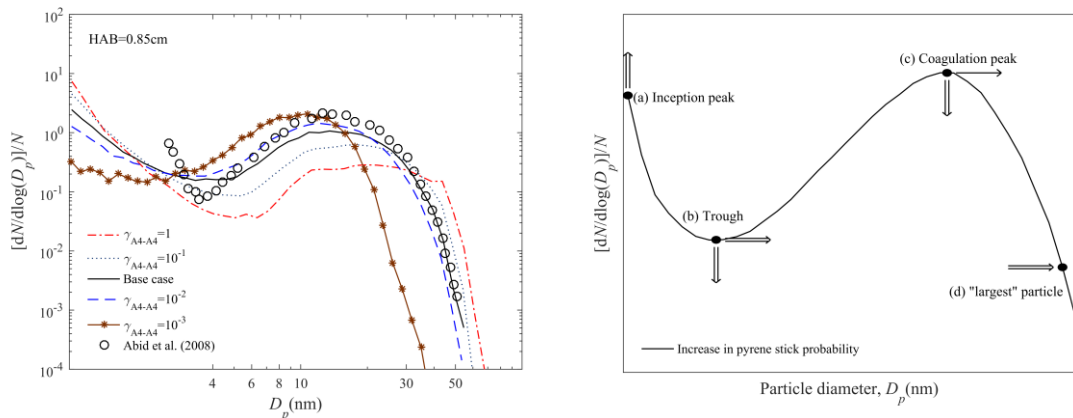 HAB=0.85cm
[dN/dlog(D_p)]/N
10^2
10^1
10^0
10^-1
10^-2
10^-3
10^-4
γ_A4-A4=1
γ_A4-A4=10^-1
Base case
γ_A4-A4=10^-2
γ_A4-A4=10^-3
Abid et al. (2008)
4 6 8 10 30 50
D_p(nm)
[dN/dlog(D_p)]/N
(a) Inception peak
(b) Trough
(c) Coagulation peak
(d) "largest" particle
Increase in pyrene stick probability
Particle diameter, D_p(nm)